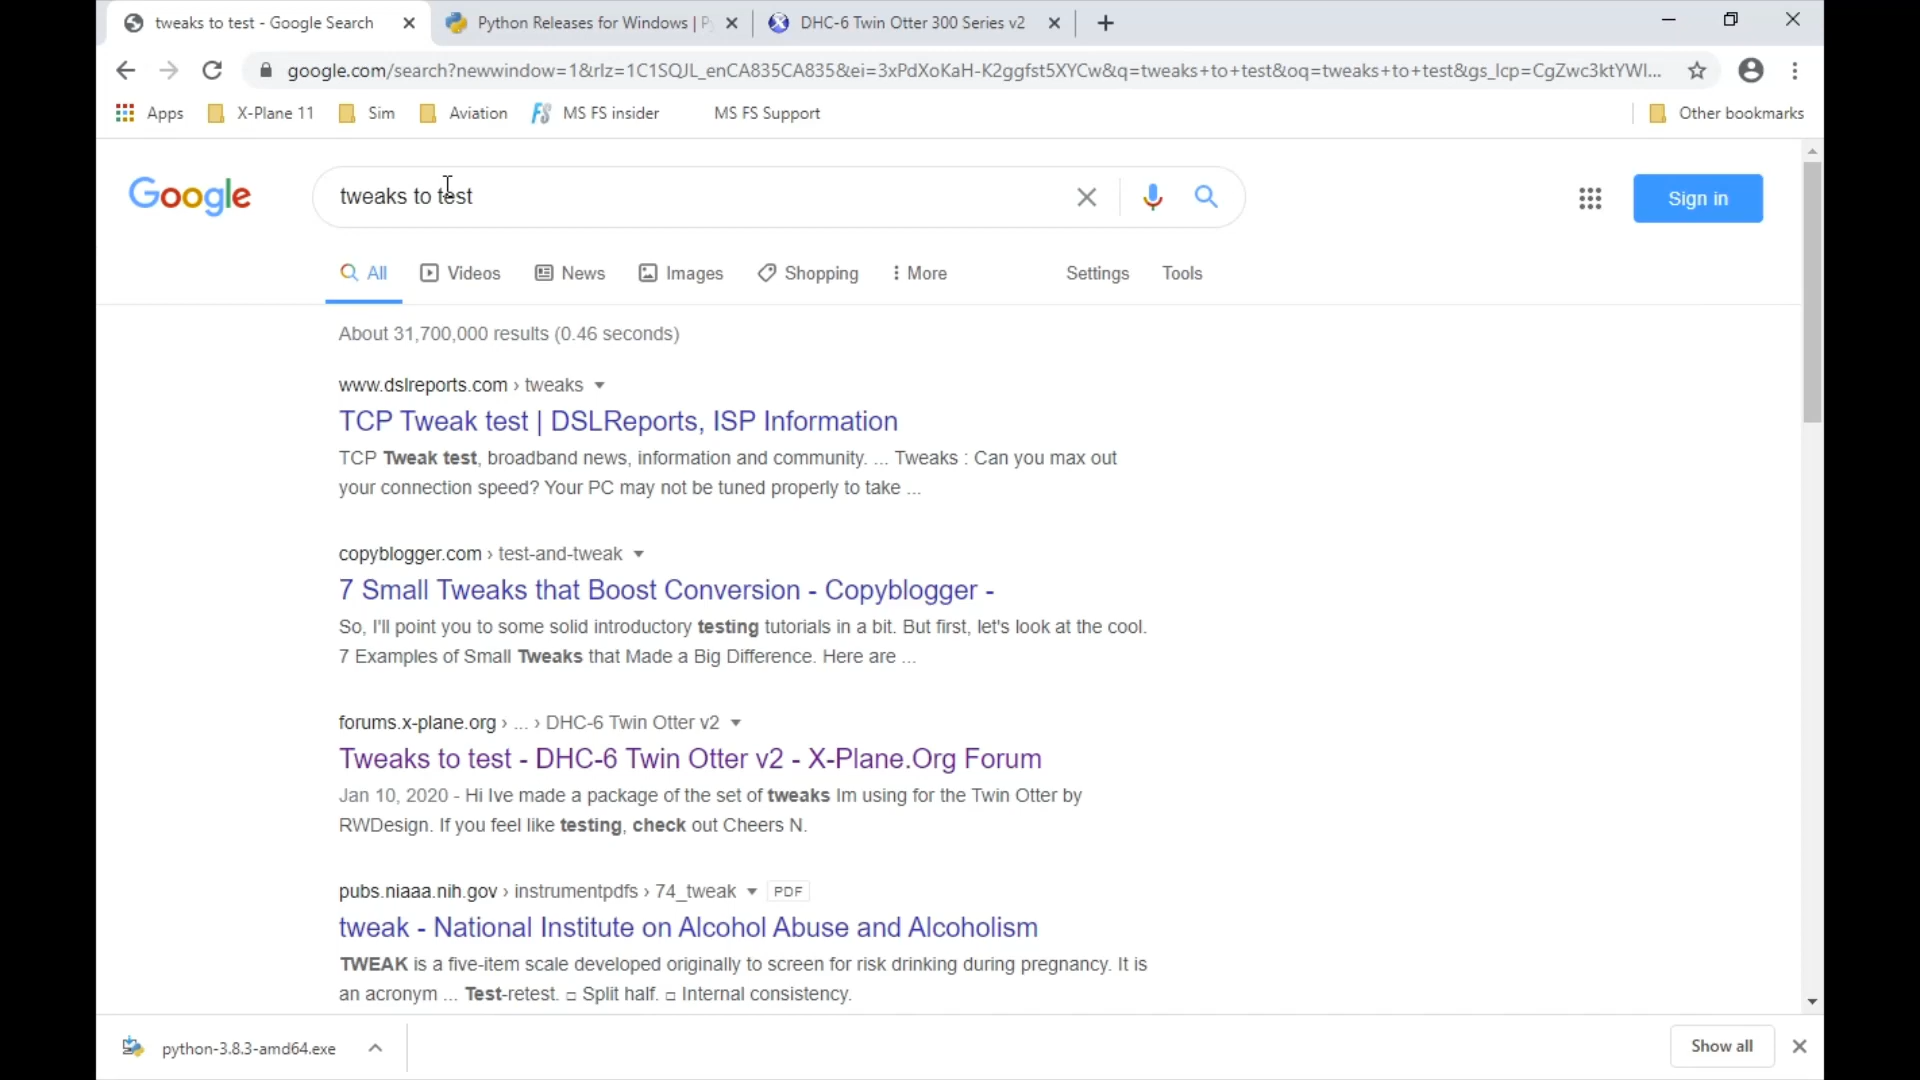 tweaks to test - Google Search
Python Releases for Windows | P
DHC-6 Twin Otter 300 Series v2
google.com/search?newwindow=1&rlz=1C1SQJL_enCA835CA835&ei=3xPdXoKaH-K2ggfst5XYCw&q=tweaks+to+test&oq=tweaks+to+test&gs_lcp=CgZwc3ktYWI...
Apps X-Plane 11 Sim Aviation FS MS FS insider MS FS Support Other bookmarks
Google
tweaks to test
Sign in
All Videos News Images Shopping More Settings Tools
About 31,700,000 results (0.46 seconds)
www.dslreports.com › tweaks
TCP Tweak test | DSLReports, ISP Information
TCP Tweak test, broadband news, information and community. ... Tweaks : Can you max out
your connection speed? Your PC may not be tuned properly to take ...
copyblogger.com › test-and-tweak
7 Small Tweaks that Boost Conversion - Copyblogger -
So, I'll point you to some solid introductory testing tutorials in a bit. But first, let's look at the cool.
7 Examples of Small Tweaks that Made a Big Difference. Here are ...
forums.x-plane.org › ... › DHC-6 Twin Otter v2
Tweaks to test - DHC-6 Twin Otter v2 - X-Plane.Org Forum
Jan 10, 2020 - Hi Ive made a package of the set of tweaks Im using for the Twin Otter by
RWDesign. If you feel like testing, check out Cheers N.
pubs.niaaa.nih.gov › instrumentpdfs › 74_tweak PDF
tweak - National Institute on Alcohol Abuse and Alcoholism
TWEAK is a five-item scale developed originally to screen for risk drinking during pregnancy. It is
an acronym ... Test-retest. □ Split half. □ Internal consistency.
python-3.8.3-amd64.exe
Show all